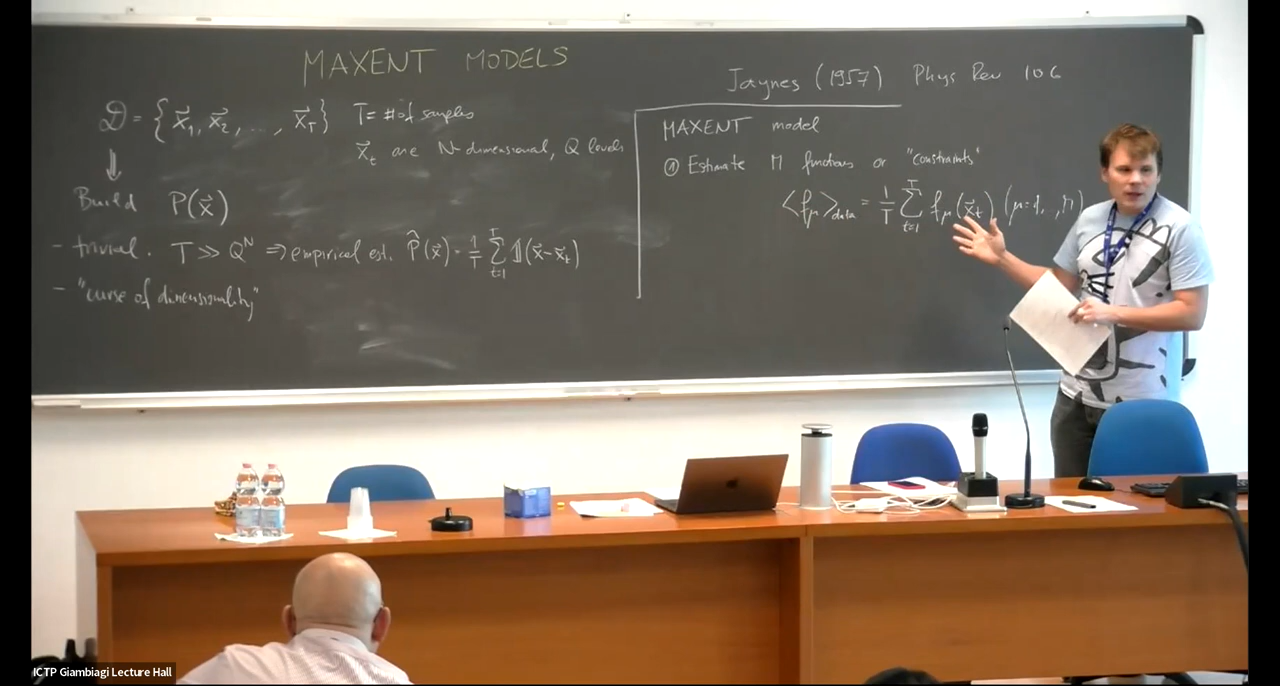 MAXENT MODELS
𝒟 = { x⃗₁, x⃗₂, ..., x⃗_T } T = # of samples
x⃗_t are N-dimensional, Q levels
⇓
Build P(x⃗)
- trivial. T ≫ Q^N ⇒ empirical est. P̂(x⃗) = 1/T ∑_{t=1}^{T} 𝟙(x⃗-x⃗_t)
- "curse of dimensionality"
Jaynes (1957) Phys Rev 106
MAXENT model
① Estimate M functions or "constraints"
<f_μ>_data = 1/T ∑_{t=1}^{T} f_μ(x⃗_t) (μ=1,..,M)
ICTP Giambiagi Lecture Hall